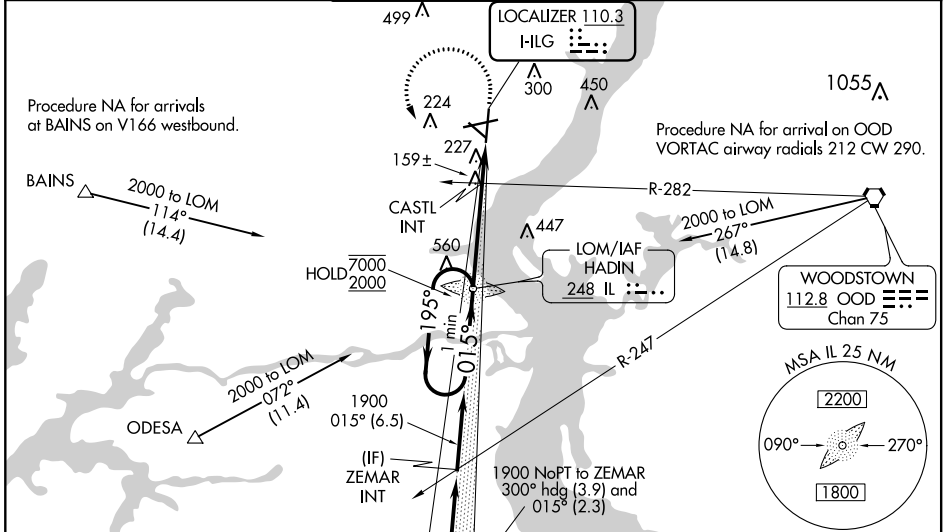 499
LOCALIZER 110.3
I-ILG
300
450
1055
224
Procedure NA for arrivals
at BAINS on V166 westbound.
Procedure NA for arrival on OOD
VORTAC airway radials 212 CW 290.
227
159±
BAINS
2000 to LOM
114°
(14.4)
R-282
CASTL
INT
447
2000 to LOM
267°
(14.8)
560
LOM/IAF
HADIN
248 IL
HOLD 7000
2000
195°
1 min
015°
WOODSTOWN
112.8 OOD
Chan 75
R-247
MSA IL 25 NM
2200
090°
270°
1800
2000 to LOM
072°
(11.4)
ODESA
1900
015° (6.5)
(IF)
ZEMAR
INT
1900 NoPT to ZEMAR
300° hdg (3.9) and
015° (2.3)